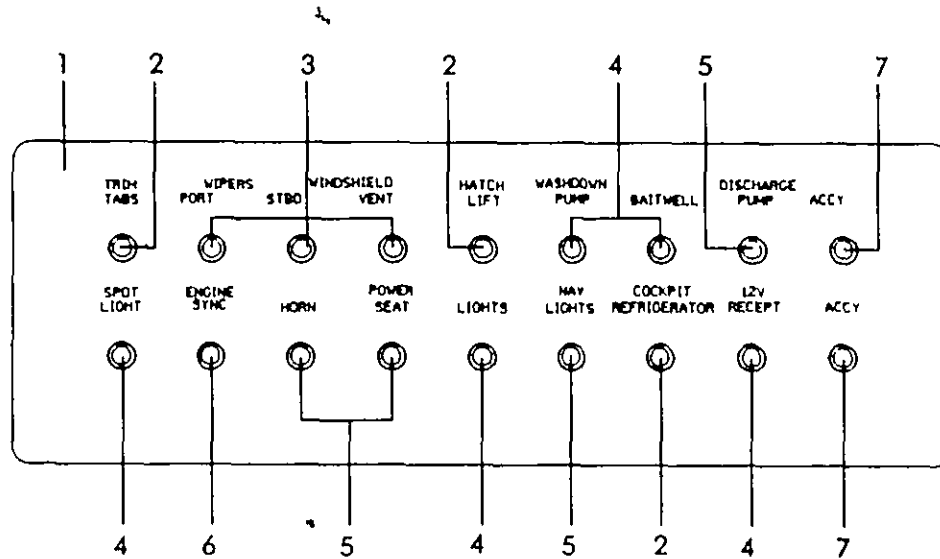 1 2 3 2 4 5 7
TRIM WIPERS WINDSHIELD HATCH WASHDOWN DISCHARGE
TABS PORT STBD VENT LIFT PUMP BAITWELL PUMP ACCY
SPOT ENGINE POWER NAV COCKPIT 12V
LIGHT SYNC HORN SEAT LIGHTS LIGHTS REFRIGERATOR RECEPT ACCY
4 6 5 4 5 2 4 7